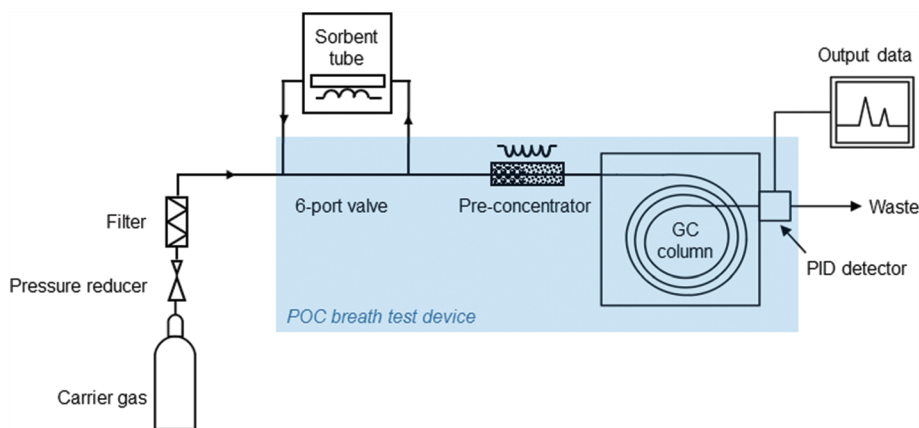 Sorbent
tube
Output data
6-port valve
Pre-concentrator
GC
column
Waste
Filter
PID detector
Pressure reducer
POC breath test device
Carrier gas